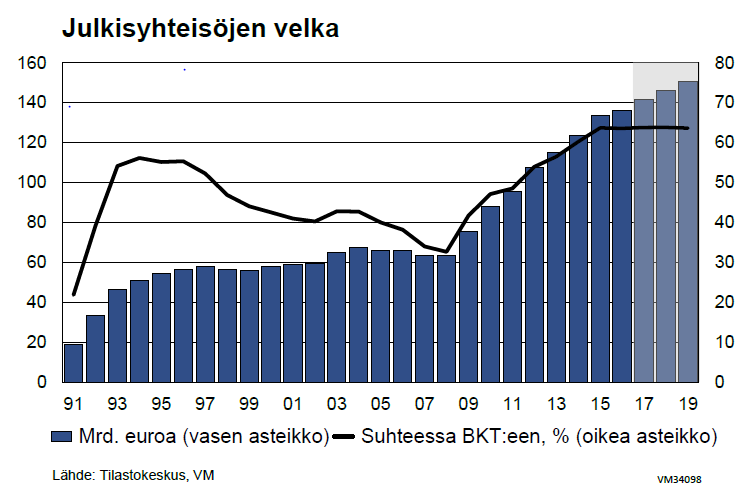 Julkisyhteisöjen velka
160 80
140 70
120 60
100 50
80 40
60 30
40 20
20 10
0 0
91 93 95 97 99 01 03 05 07 09 11 13 15 17 19
Mrd. euroa (vasen asteikko) Suhteessa BKT:een, % (oikea asteikko)
Lähde: Tilastokeskus, VM VM34098